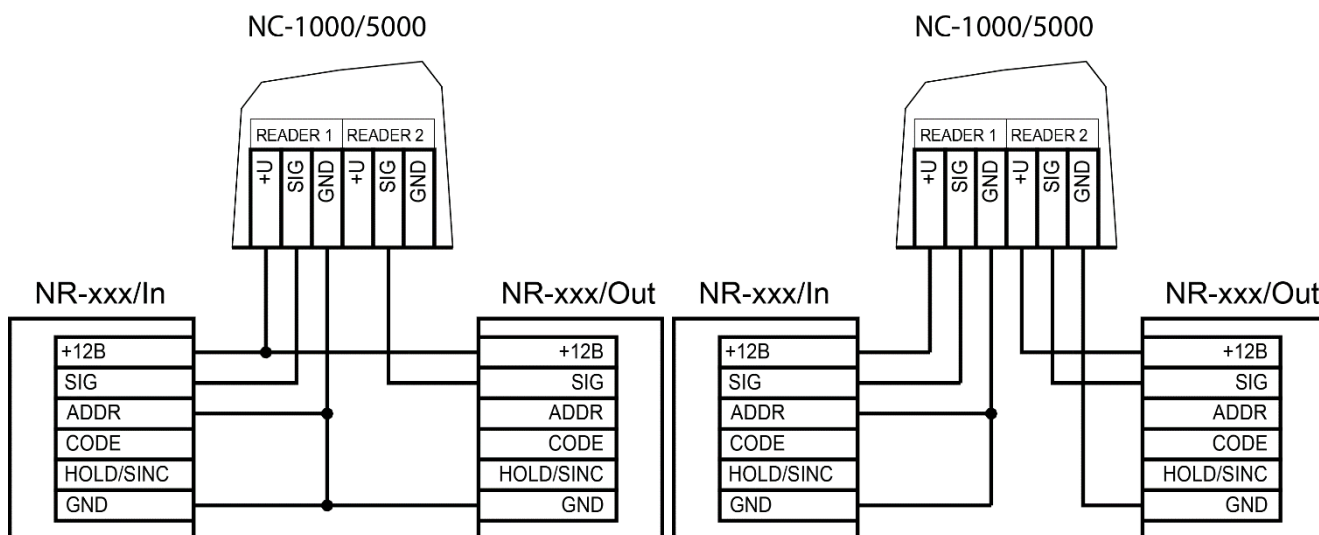 NC-1000/5000
READER 1 READER 2
+U SIG GND +U SIG GND
NR-xxx/In
NR-xxx/Out
+12B
SIG
ADDR
CODE
HOLD/SINC
GND
+12B
SIG
ADDR
CODE
HOLD/SINC
GND
NC-1000/5000
READER 1 READER 2
+U SIG GND +U SIG GND
NR-xxx/In
NR-xxx/Out
+12B
SIG
ADDR
CODE
HOLD/SINC
GND
+12B
SIG
ADDR
CODE
HOLD/SINC
GND